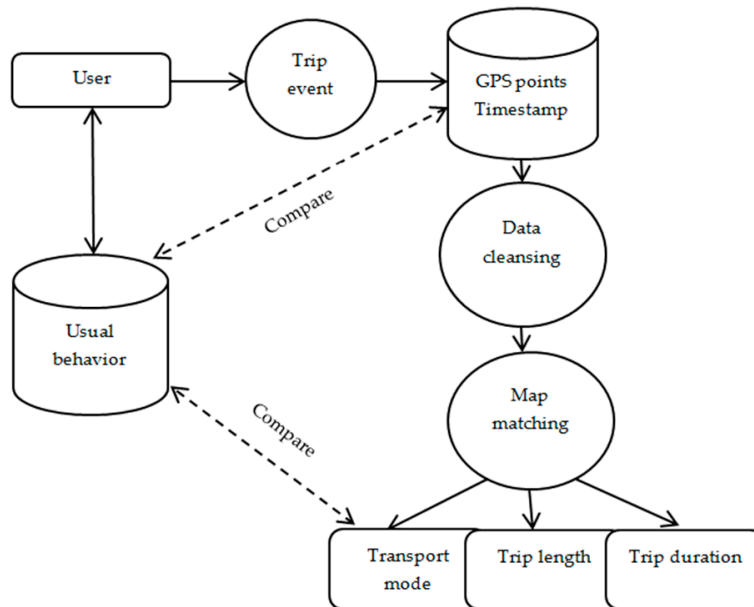 User
Trip
event
GPS points
Timestamp
Compare
Data
cleansing
Usual
behavior
Map
matching
Compare
Transport
mode
Trip length
Trip duration